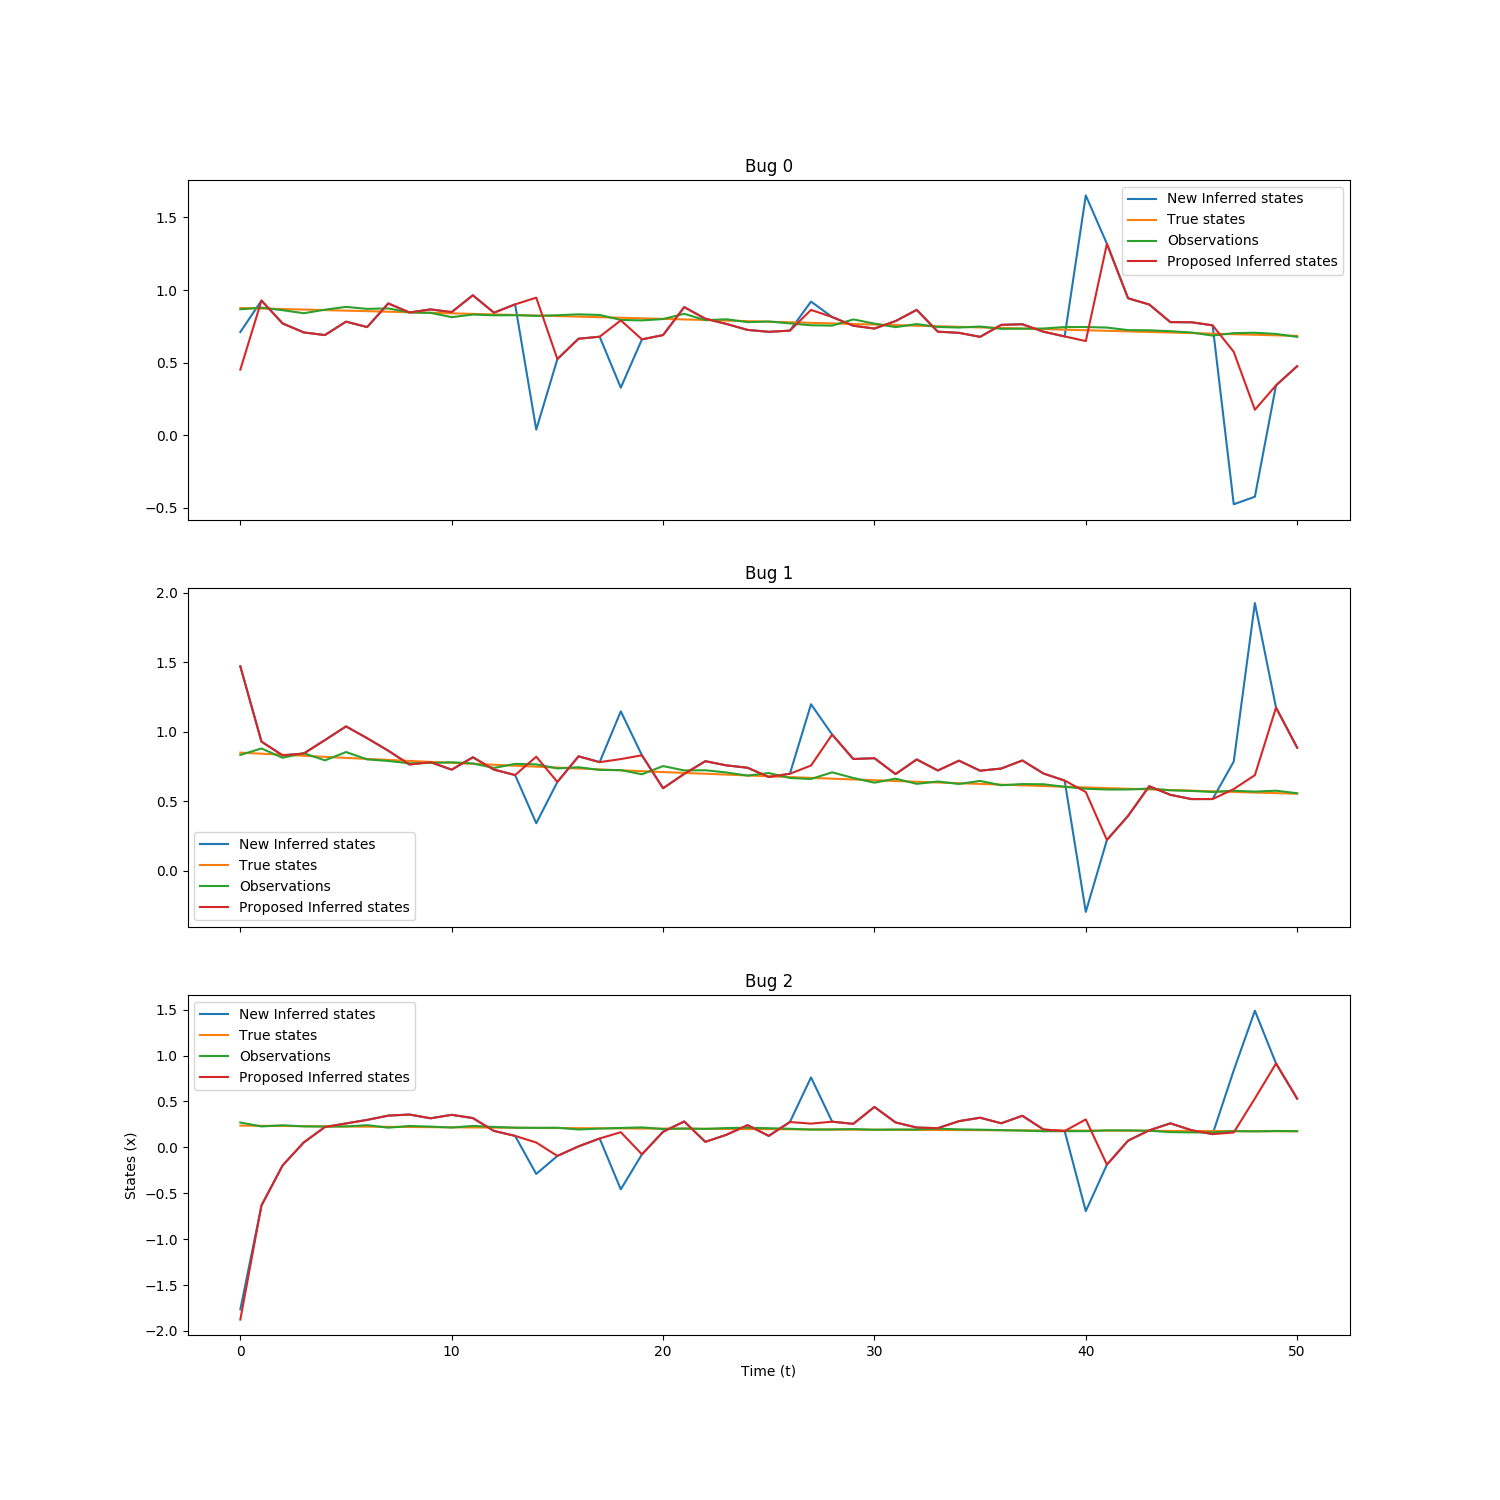 Bug 0
1.5
1.0
0.5
0.0
−0.5
New Inferred states
True states
Observations
Proposed Inferred states
Bug 1
2.0
1.5
1.0
0.5
0.0
New Inferred states
True states
Observations
Proposed Inferred states
Bug 2
1.5
1.0
0.5
0.0
−0.5
−1.0
−1.5
−2.0
New Inferred states
True states
Observations
Proposed Inferred states
States (x)
0 10 20 30 40 50
Time (t)